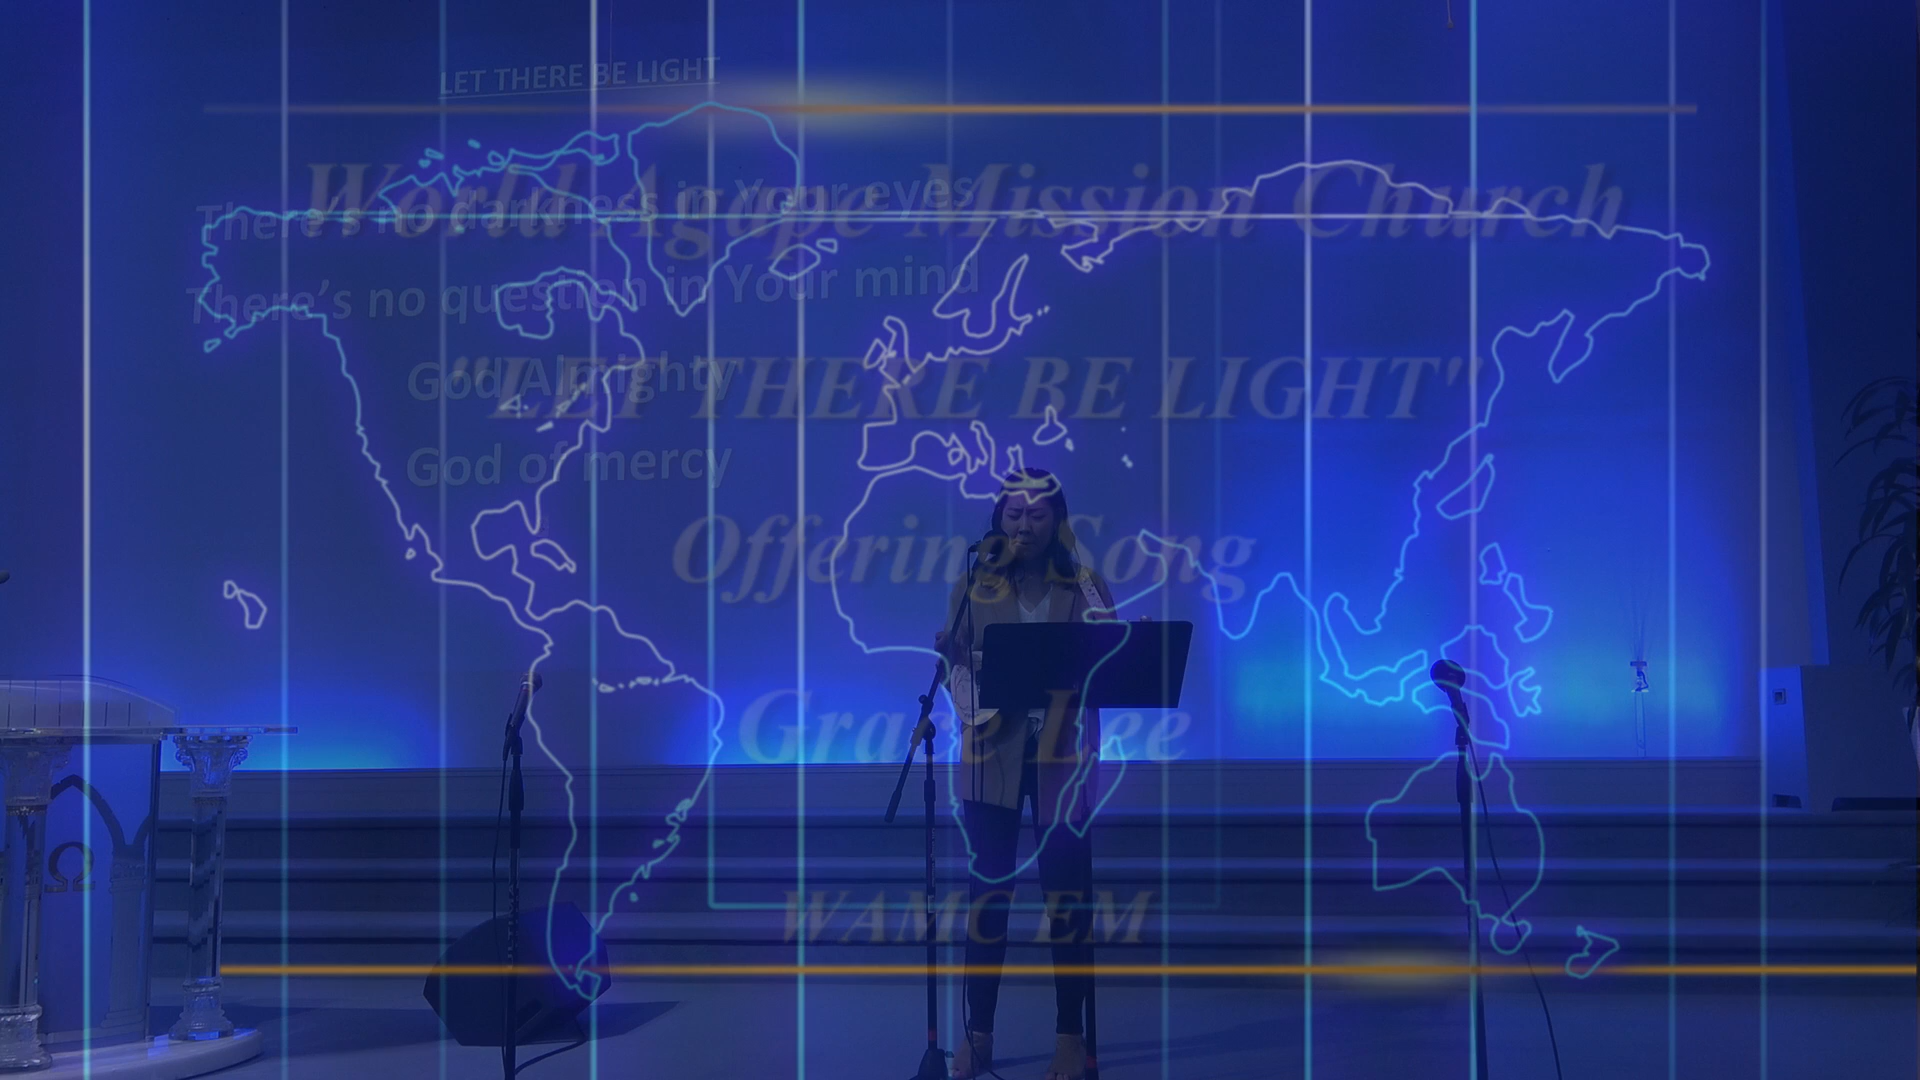 LET THERE BE LIGHT
There's no darkness in Your eyes
There's no question in Your mind
God Almighty
God of mercy
World Agape Mission Church
"LET THERE BE LIGHT"
Offering Song
Grace Lee
WAMC EM
Ω